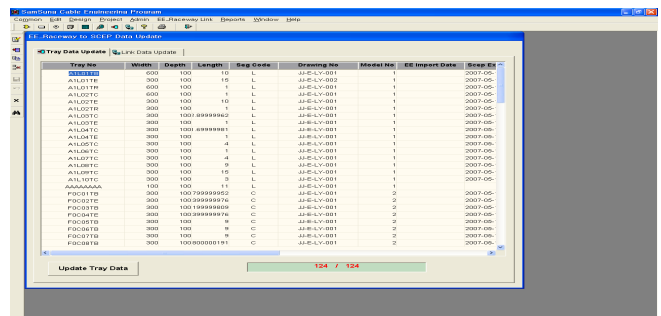 SamSung Cable Engineering Program
Common Edit Design Project Admin EE_Raceway Link Reports Window Help
EE_Raceway to SCEP Data Update
Tray Data Update Link Data Update
Tray No Width Depth Length Seg Code Drawing No Model No EE Import Date Scep Ex
A1L01TB 600 100 10 L JJ-E-LY-001 1 2007-05-
A1L01TE 300 100 15 L JJ-E-LY-002 1 2007-05-
A1L01TR 600 100 1 L JJ-E-LY-001 1 2007-05-
A1L02TC 600 100 1 L JJ-E-LY-001 1 2007-05-
A1L02TE 300 100 10 L JJ-E-LY-001 1 2007-05-
A1L02TR 300 100 1 L JJ-E-LY-001 1 2007-05-
A1L03TC 300 100 L JJ-E-LY-001 1 2007-05-
A1L03TE 300 100 1 L JJ-E-LY-001 1 2007-05-
A1L04TC 300 100 L JJ-E-LY-001 1 2007-05-
A1L04TE 300 100 1 L JJ-E-LY-001 1 2007-05-
A1L05TC 300 100 4 L JJ-E-LY-001 1 2007-05-
A1L06TC 300 100 1 L JJ-E-LY-001 1 2007-05-
A1L07TC 300 100 4 L JJ-E-LY-001 1 2007-05-
A1L08TC 300 100 9 L JJ-E-LY-001 1 2007-05-
A1L09TC 300 100 15 L JJ-E-LY-001 1 2007-05-
A1L10TC 300 100 3 L JJ-E-LY-001 1 2007-05-
AAAAAAAA 100 100 11 L JJ-E-LY-001 1
F0C01TB 300 100 799999952 C JJ-E-LY-001 2 2007-05-
F0C02TE 300 100 399999976 C JJ-E-LY-001 2 2007-05-
F0C03TB 300 100 199999809 C JJ-E-LY-001 2 2007-05-
F0C04TE 300 100 399999976 C JJ-E-LY-001 2 2007-05-
F0C05TB 300 100 9 C JJ-E-LY-001 2 2007-05-
F0C06TB 300 100 9 C JJ-E-LY-001 2 2007-05-
F0C07TB 300 100 9 C JJ-E-LY-001 2 2007-05-
F0C08TB 300 100 600000191 C JJ-E-LY-001 2 2007-05-
Update Tray Data 124 / 124